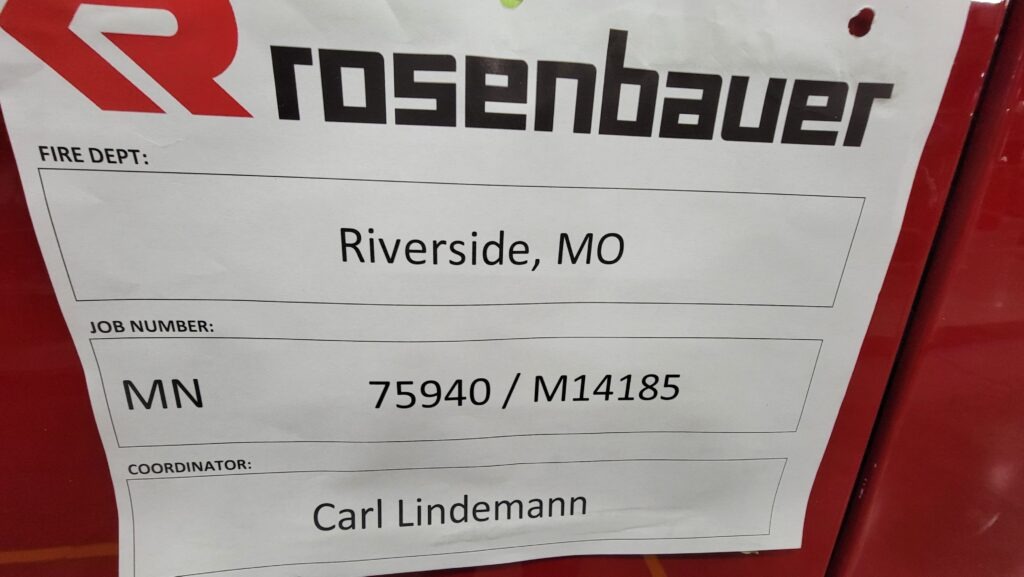 rosenbauer
FIRE DEPT:
Riverside, MO
JOB NUMBER:
MN 75940 / M14185
COORDINATOR:
Carl Lindemann